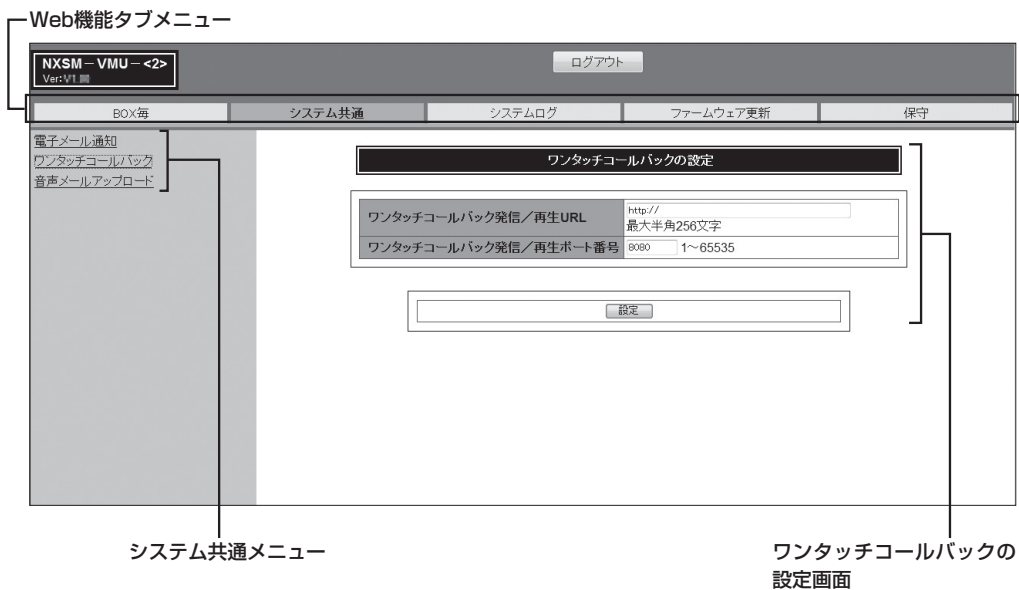 Web機能タブメニュー
NXSM－VMU－<2>
Ver:V1.
ログアウト
BOX毎 システム共通 システムログ ファームウェア更新 保守
電子メール通知
ワンタッチコールバック
音声メールアップロード
ワンタッチコールバックの設定
ワンタッチコールバック発信／再生URL
http://
最大半角256文字
ワンタッチコールバック発信／再生ポート番号 8080 1～65535
設定
システム共通メニュー
ワンタッチコールバックの
設定画面